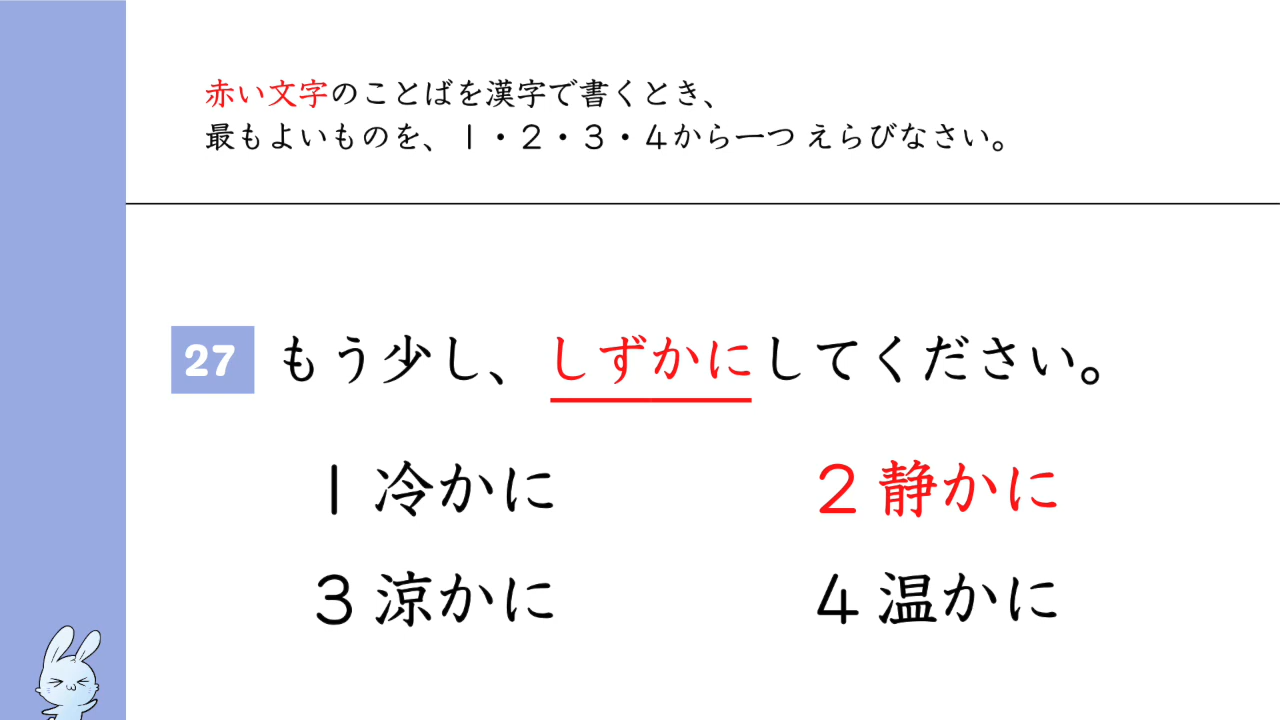 赤い文字のことばを漢字で書くとき、
最もよいものを、1・2・3・4から一つ えらびなさい。
27 もう少し、しずかにしてください。
1 冷かに 2 静かに
3 涼かに 4 温かに